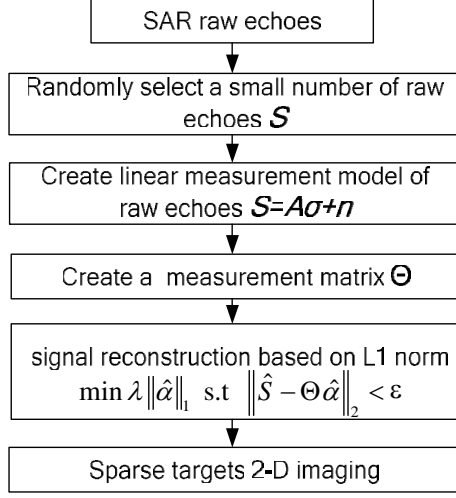 SAR raw echoes
Randomly select a small number of raw
echoes S
Create linear measurement model of
raw echoes S=Aσ+n
Create a measurement matrix Θ
signal reconstruction based on L1 norm
min λ‖α̂‖₁ s.t ‖Ŝ − Θα̂‖₂ < ε
Sparse targets 2-D imaging